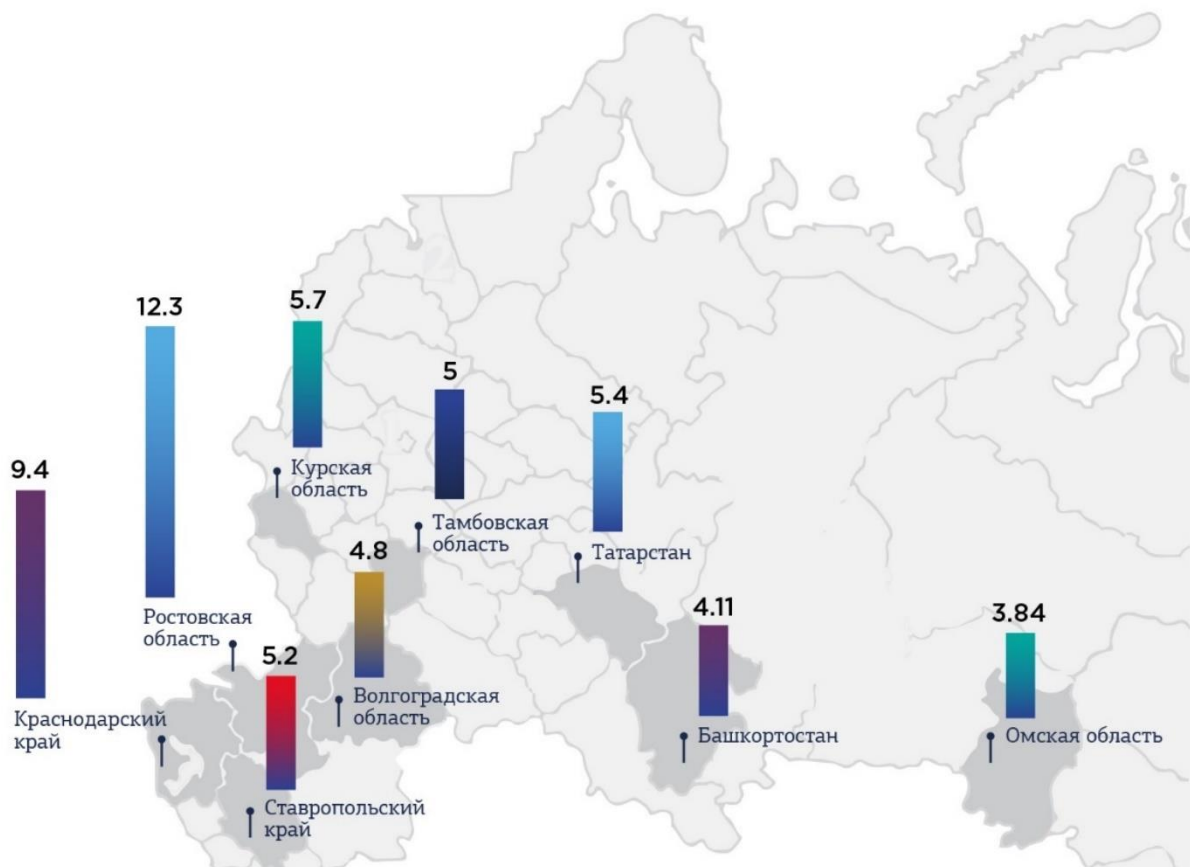 12.3
5.7
5
5.4
9.4
Курская
область
Тамбовская
область
4.8
Татарстан
Ростовская
область
4.11
3.84
5.2
Краснодарский
край
Волгоградская
область
Башкортостан
Омская область
Ставропольский
край